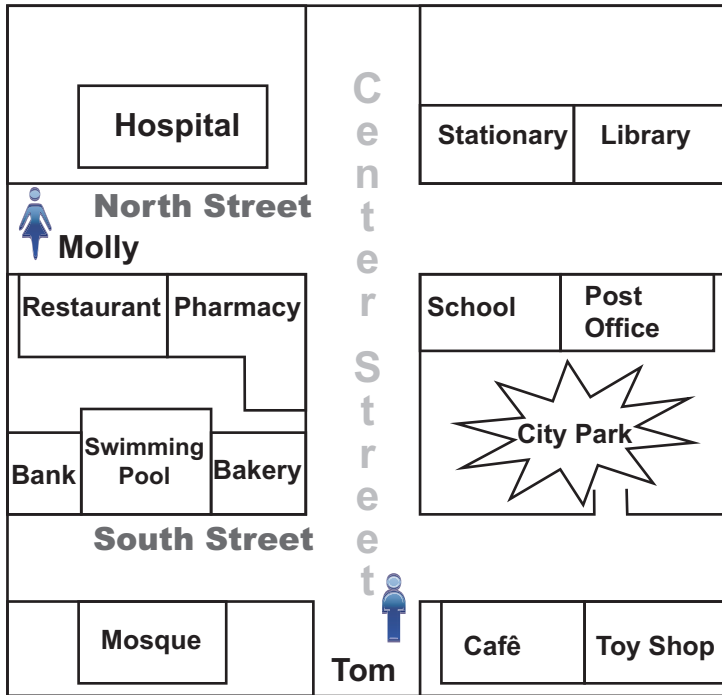 Hospital
Center Street
Stationary
Library
North Street
Molly
Restaurant
Pharmacy
School
Post
Office
City Park
Bank
Swimming
Pool
Bakery
South Street
Mosque
Tom
Cafê
Toy Shop